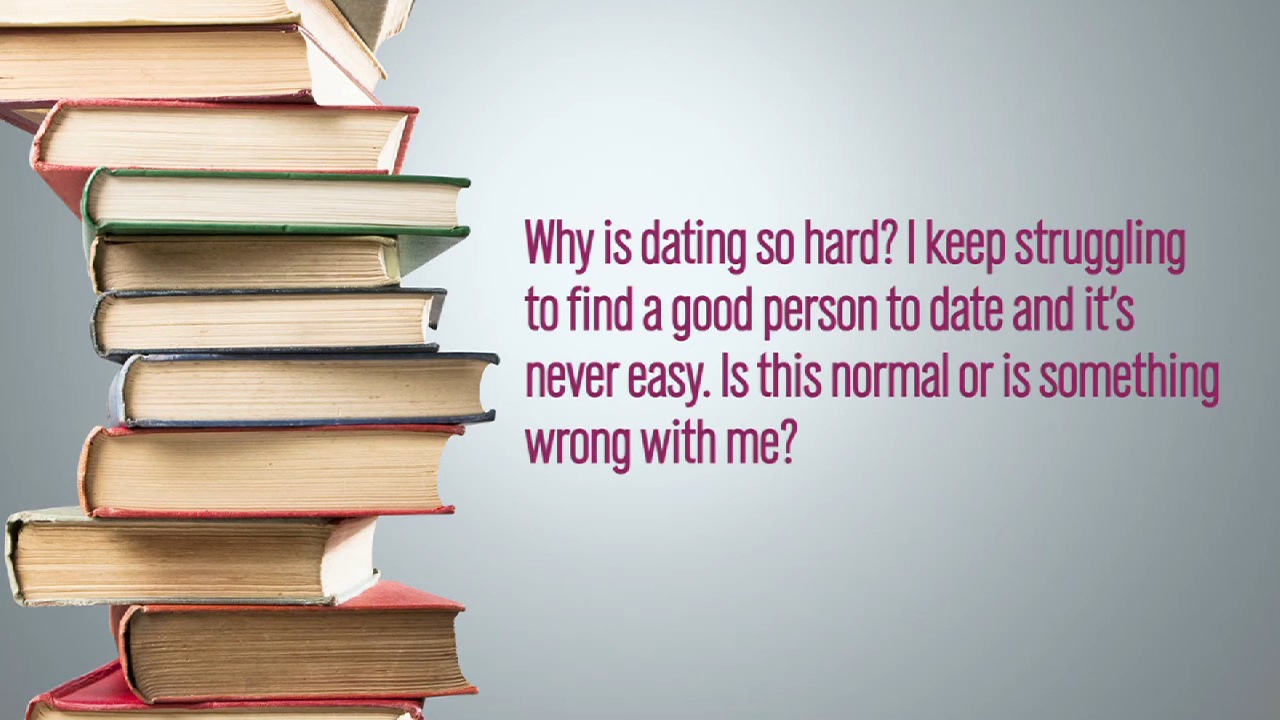 Why is dating so hard? I keep struggling
to find a good person to date and it's
never easy. Is this normal or is something
wrong with me?